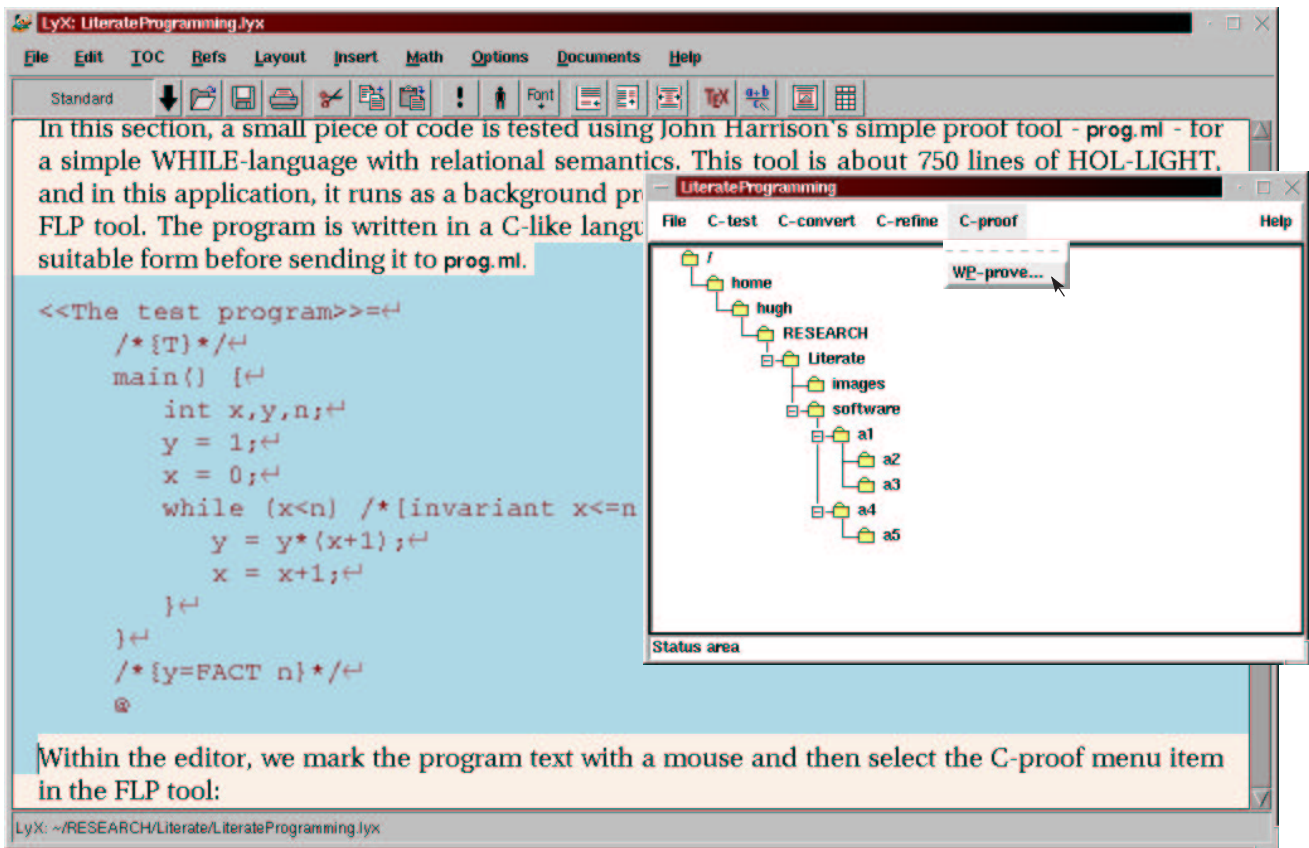 LyX: LiterateProgramming.lyx
File Edit TOC Refs Layout Insert Math Options Documents Help
Standard Font TEX a+b
In this section, a small piece of code is tested using John Harrison's simple proof tool - prog.ml - for
a simple WHILE-language with relational semantics. This tool is about 750 lines of HOL-LIGHT,
and in this application, it runs as a background
FLP tool. The program is written in a C-like
suitable form before sending it to prog.ml.
<<The test program>>=↵
/*{T}*/↵
main() {↵
int x,y,n;↵
y = 1;↵
x = 0;↵
while (x<n) /*[invariant x<=n
y = y*(x+1);↵
x = x+1;↵
}↵
}↵
/*{y=FACT n}*/↵
@
Within the editor, we mark the program text with a mouse and then select the C-proof menu item
in the FLP tool:
LyX: ~/RESEARCH/Literate/LiterateProgramming.lyx
LiterateProgramming
File C-test C-convert C-refine C-proof Help
WP-prove...
/
home
hugh
RESEARCH
Literate
images
software
a1
a2
a3
a4
a5
Status area